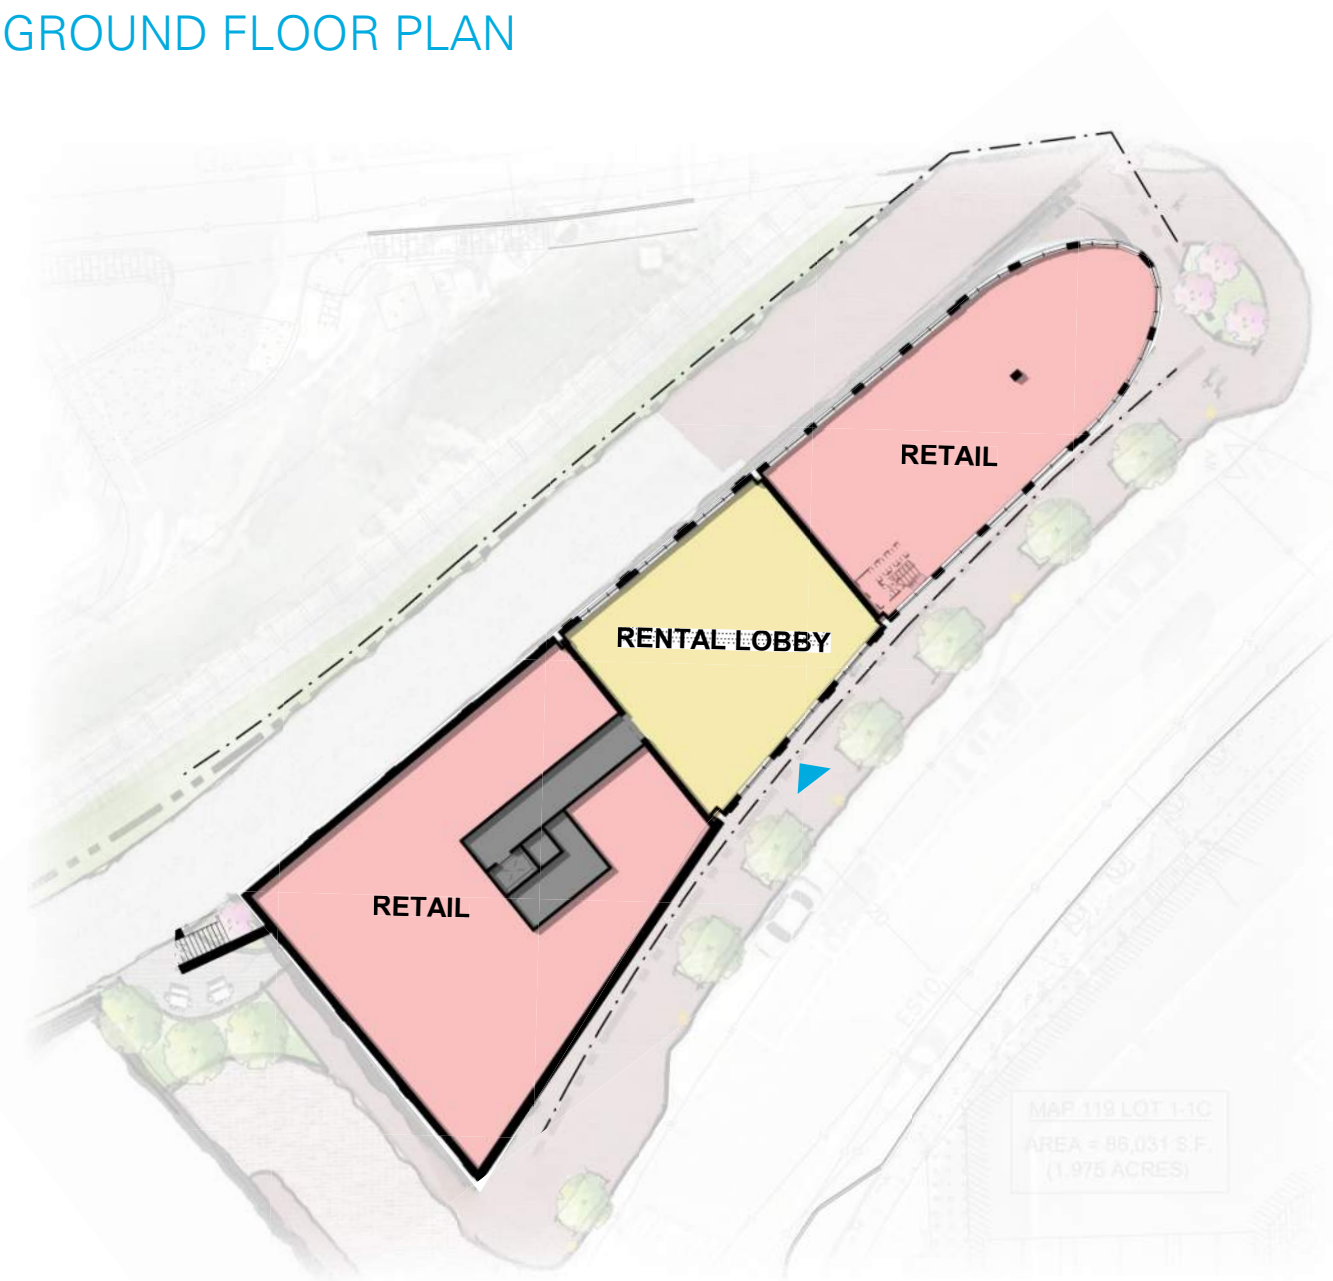 GROUND FLOOR PLAN
RETAIL
RENTAL LOBBY
RETAIL
MAP 119 LOT 1-1C
AREA = 86,031 S.F.
(1.975 ACRES)